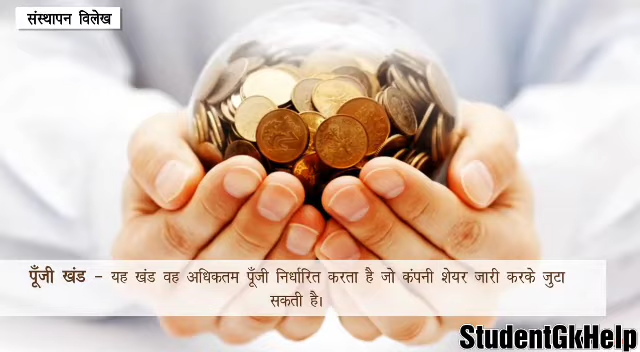 संस्थापन विलेख
पूँजी खंड – यह खंड वह अधिकतम पूँजी निर्धारित करता है जो कंपनी शेयर जारी करके जुटा
सकती है।
StudentGkHelp